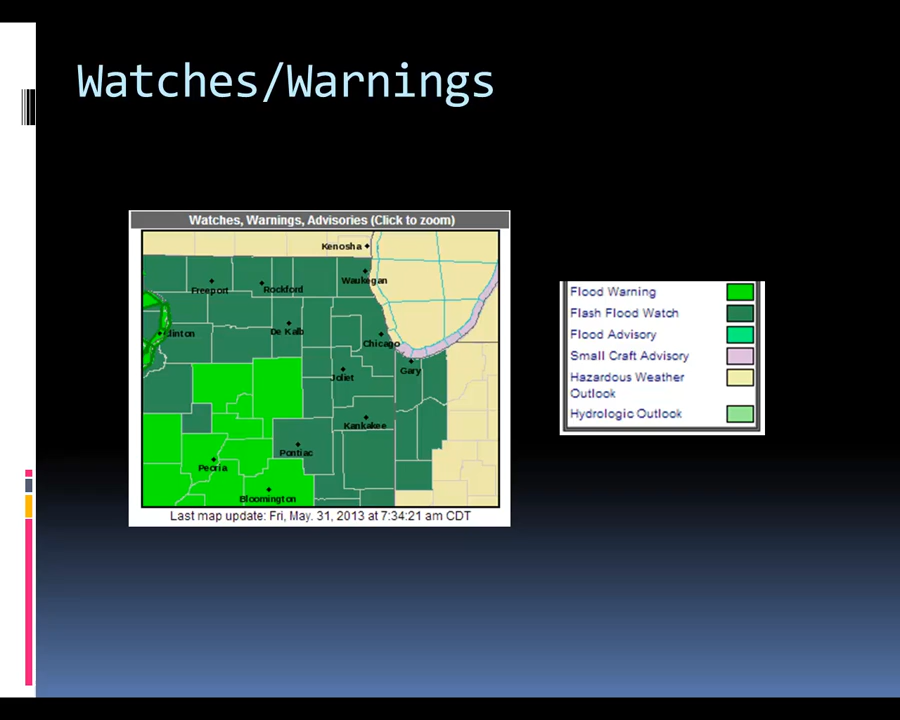 Watches/Warnings
Watches, Warnings, Advisories (Click to zoom)
Kenosha
Waukegan
Freeport
Rockford
Clinton
De Kalb
Chicago
Gary
Joliet
Kankakee
Pontiac
Peoria
Bloomington
Last map update: Fri, May. 31, 2013 at 7:34:21 am CDT
Flood Warning
Flash Flood Watch
Flood Advisory
Small Craft Advisory
Hazardous Weather
Outlook
Hydrologic Outlook